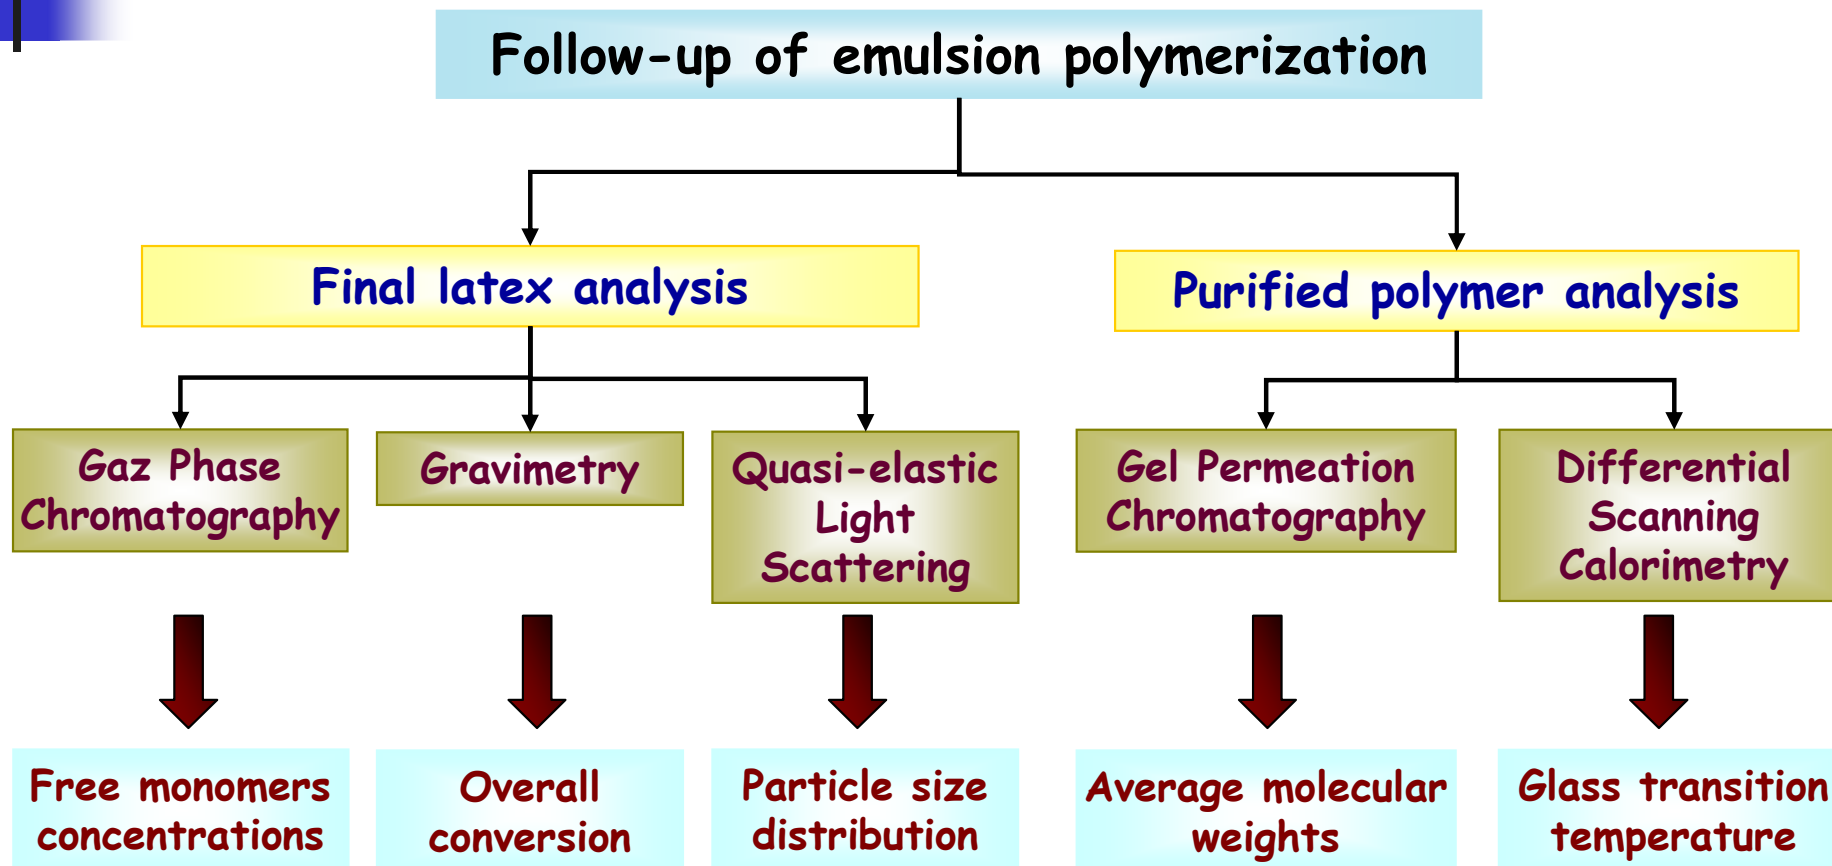 Follow-up of emulsion polymerization
Final latex analysis
Purified polymer analysis
Gaz Phase
Chromatography
Gravimetry
Quasi-elastic
Light
Scattering
Gel Permeation
Chromatography
Differential
Scanning
Calorimetry
Free monomers
concentrations
Overall
conversion
Particle size
distribution
Average molecular
weights
Glass transition
temperature